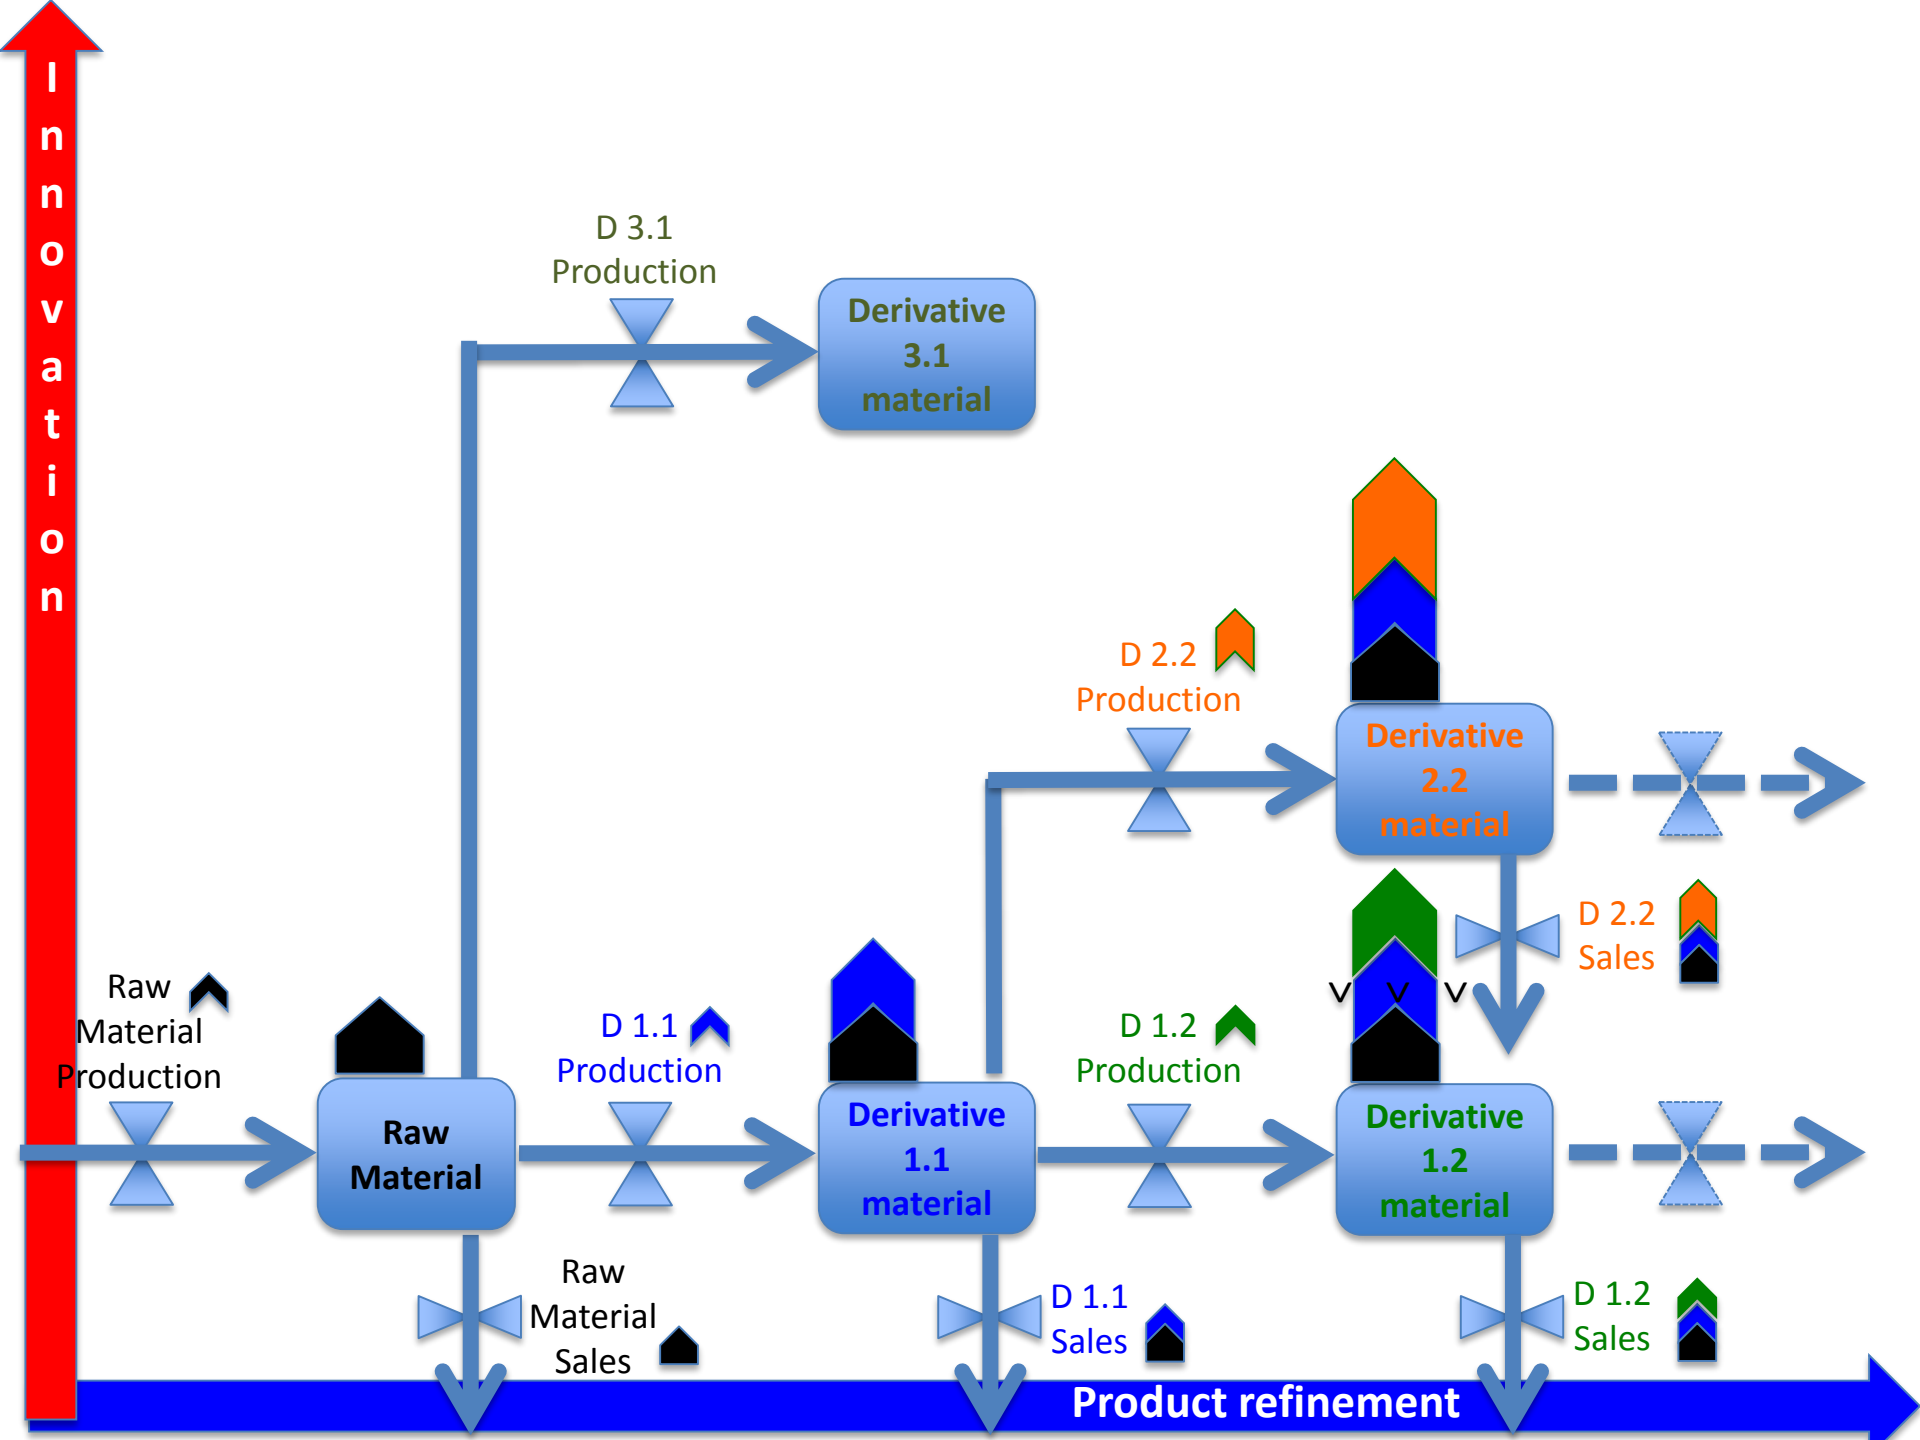 Innovation
D 3.1
Production
Derivative
3.1
material
D 2.2
Production
Derivative
2.2
material
D 2.2
Sales
Raw
Material
Production
Raw
Material
D 1.1
Production
Derivative
1.1
material
D 1.2
Production
V V V
Derivative
1.2
material
Raw
Material
Sales
D 1.1
Sales
D 1.2
Sales
Product refinement